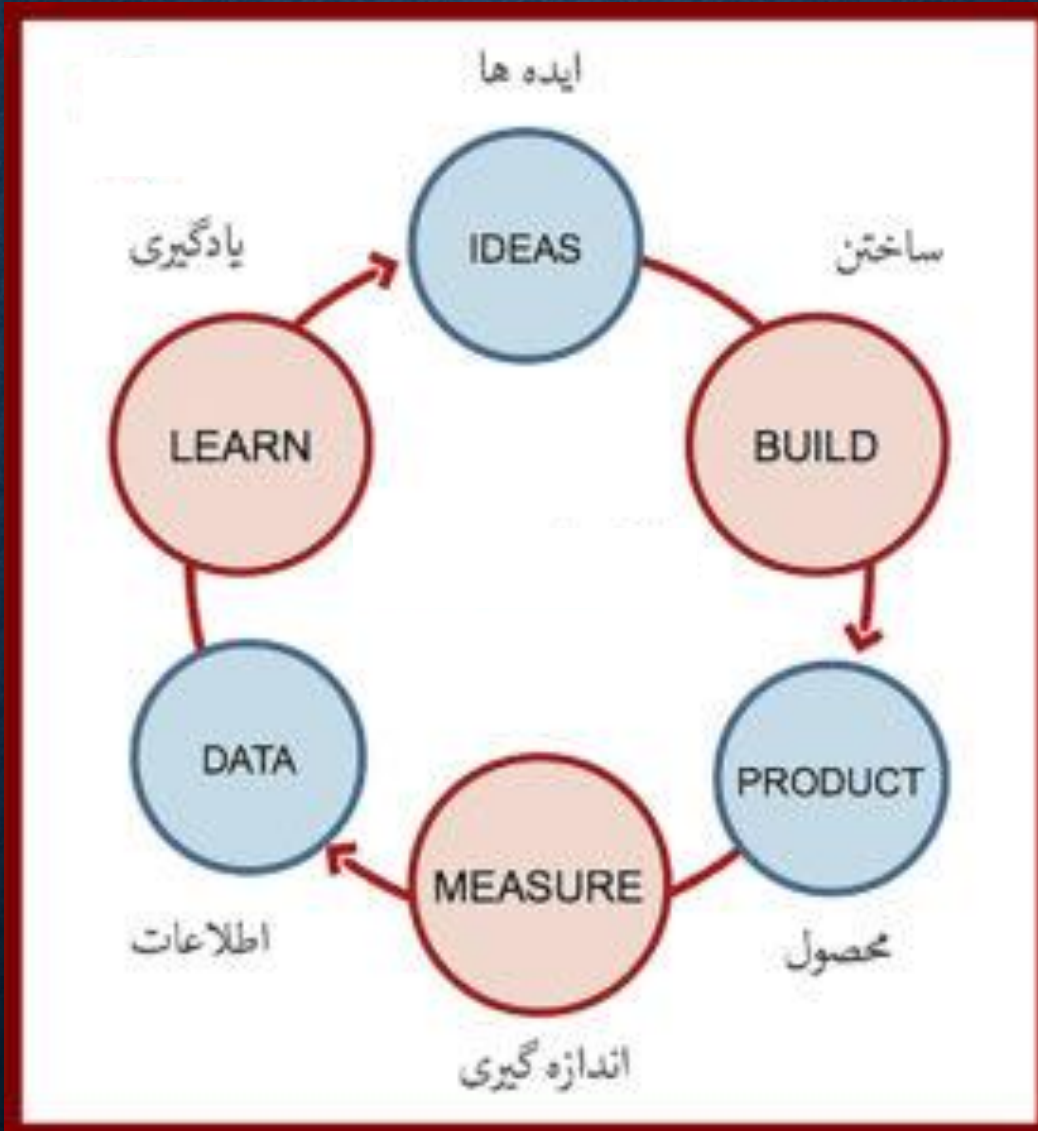 ایده ها
IDEAS
ساختن
BUILD
PRODUCT
محصول
MEASURE
اندازه گیری
DATA
اطلاعات
یادگیری
LEARN